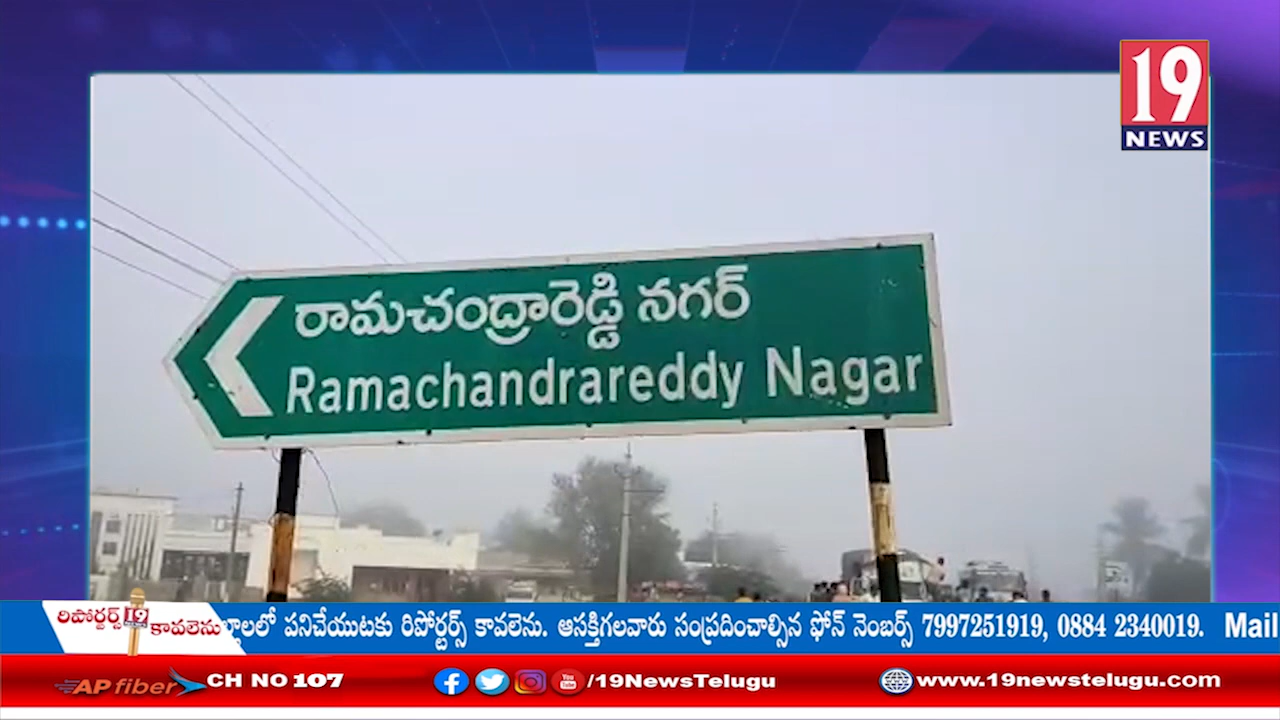 19
NEWS
రామచంద్రారెడ్డి నగర్
Ramachandrareddy Nagar
రిపోర్టర్స్ 19 కావలెను
ల్లాలలో పనిచేయుటకు రిపోర్టర్స్ కావలెను. ఆసక్తిగలవారు సంప్రదించాల్సిన ఫోన్ నెంబర్స్ 7997251919, 0884 2340019. Mail
AP fiber CH NO 107
/19NewsTelugu
www.19newstelugu.com